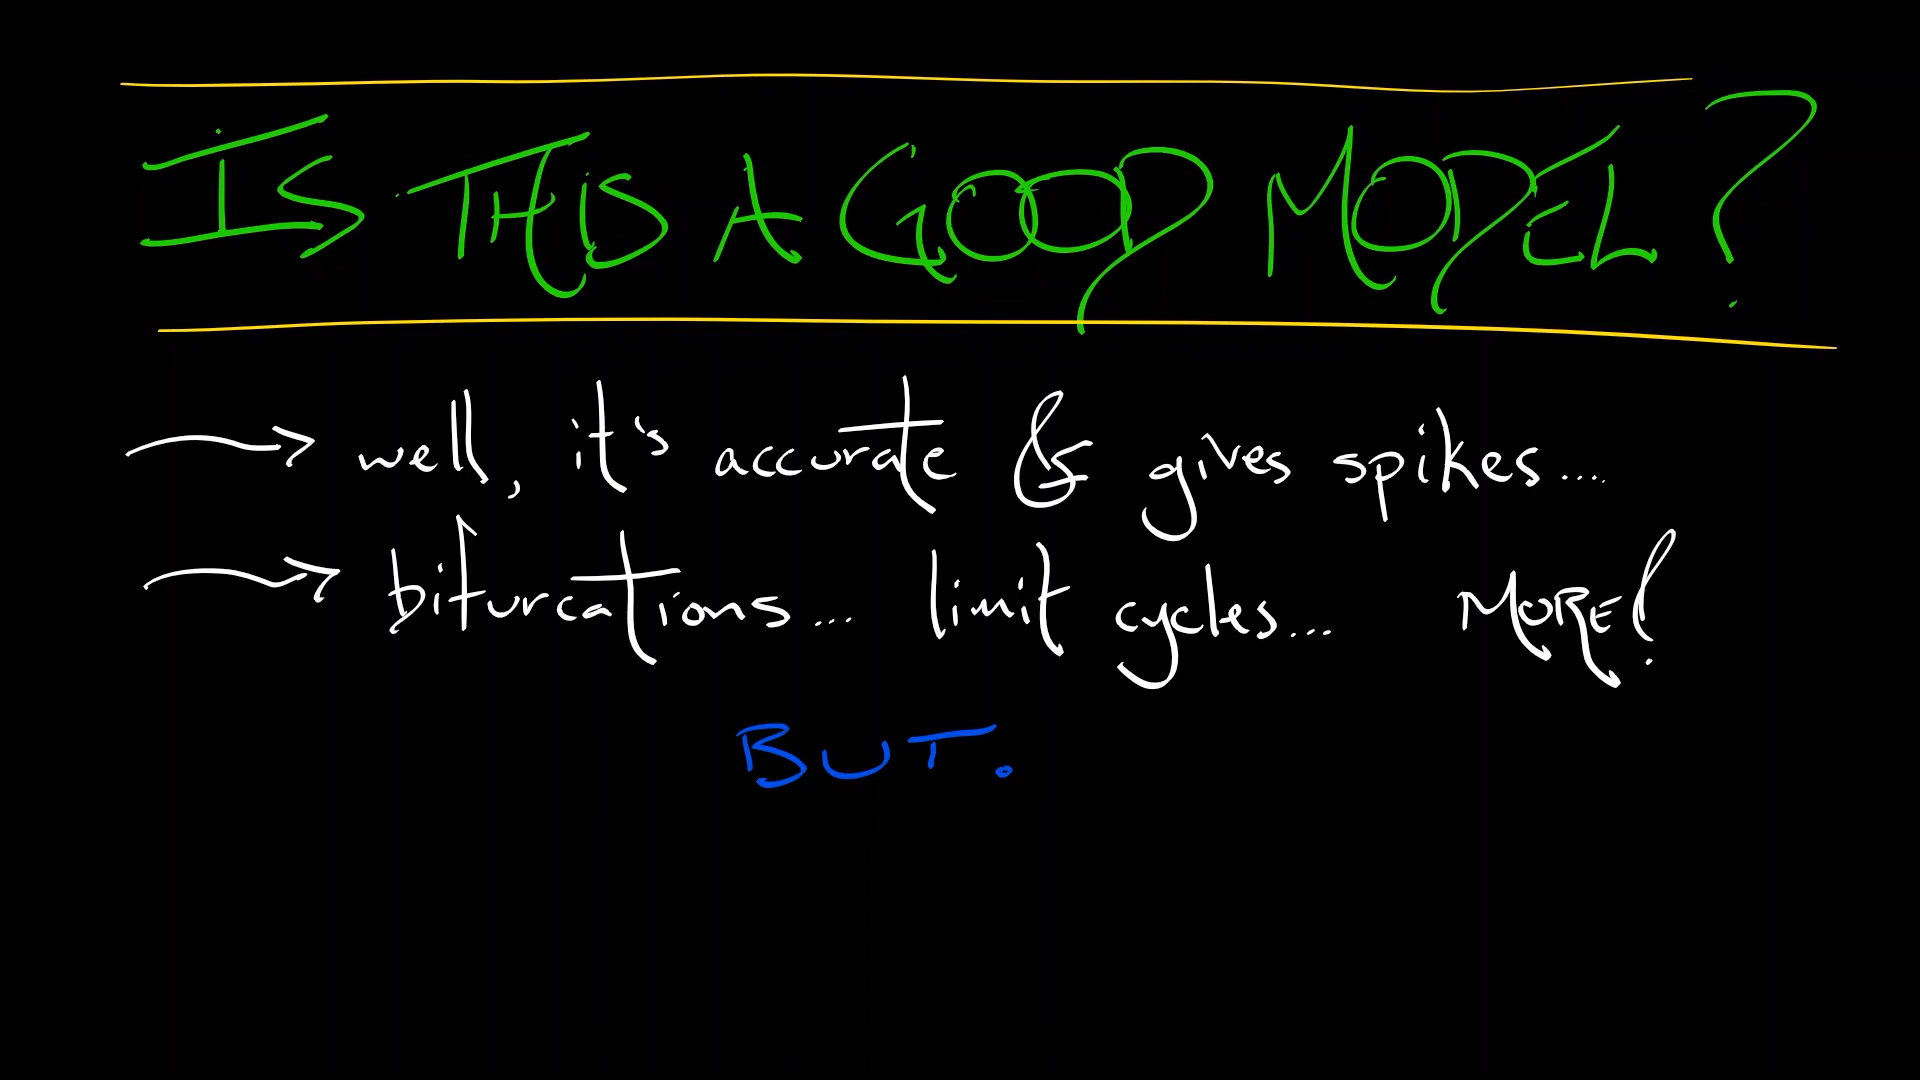 IS THIS A GOOD MODEL?
well, it's accurate & gives spikes....
bifurcations... limit cycles... MORE!
BUT.